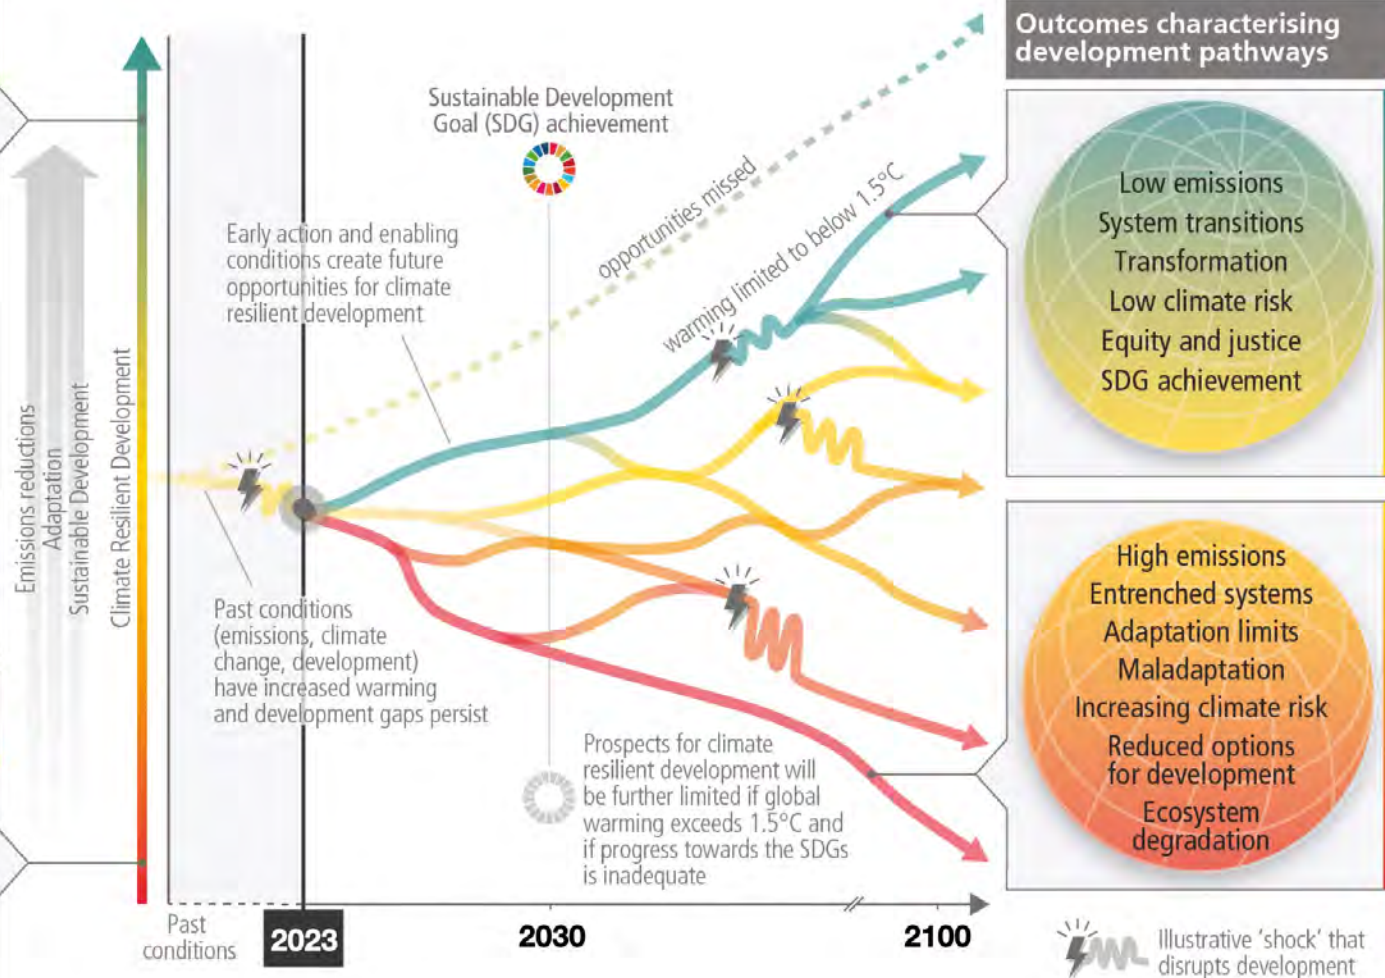 Outcomes characterising
development pathways
Sustainable Development
Goal (SDG) achievement
Early action and enabling
conditions create future
opportunities for climate
resilient development
opportunities missed
warming limited to below 1.5°C
Low emissions
System transitions
Transformation
Low climate risk
Equity and justice
SDG achievement
Emissions reductions
Adaptation
Sustainable Development
Climate Resilient Development
Past conditions
(emissions, climate
change, development)
have increased warming
and development gaps persist
Prospects for climate
resilient development will
be further limited if global
warming exceeds 1.5°C and
if progress towards the SDGs
is inadequate
High emissions
Entrenched systems
Adaptation limits
Maladaptation
Increasing climate risk
Reduced options
for development
Ecosystem
degradation
Past
conditions
2023
2030
2100
Illustrative 'shock' that
disrupts development